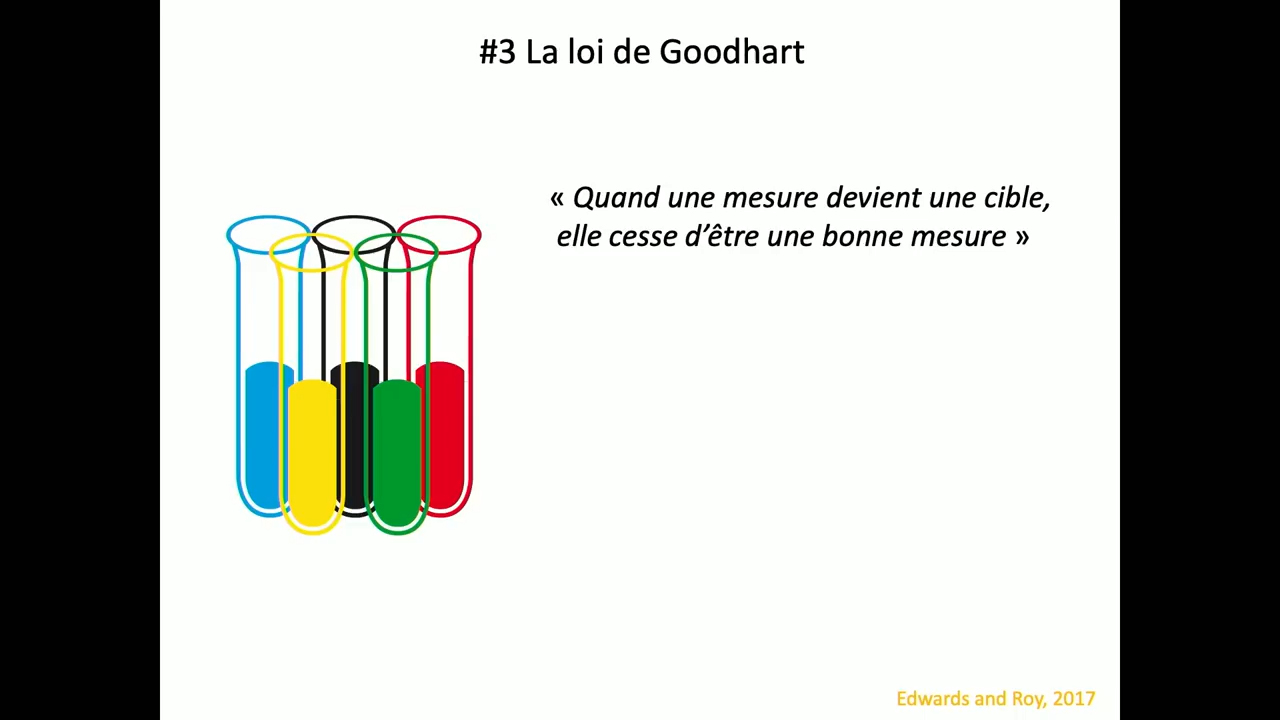 #3 La loi de Goodhart
« Quand une mesure devient une cible,
elle cesse d’être une bonne mesure »
Edwards and Roy, 2017